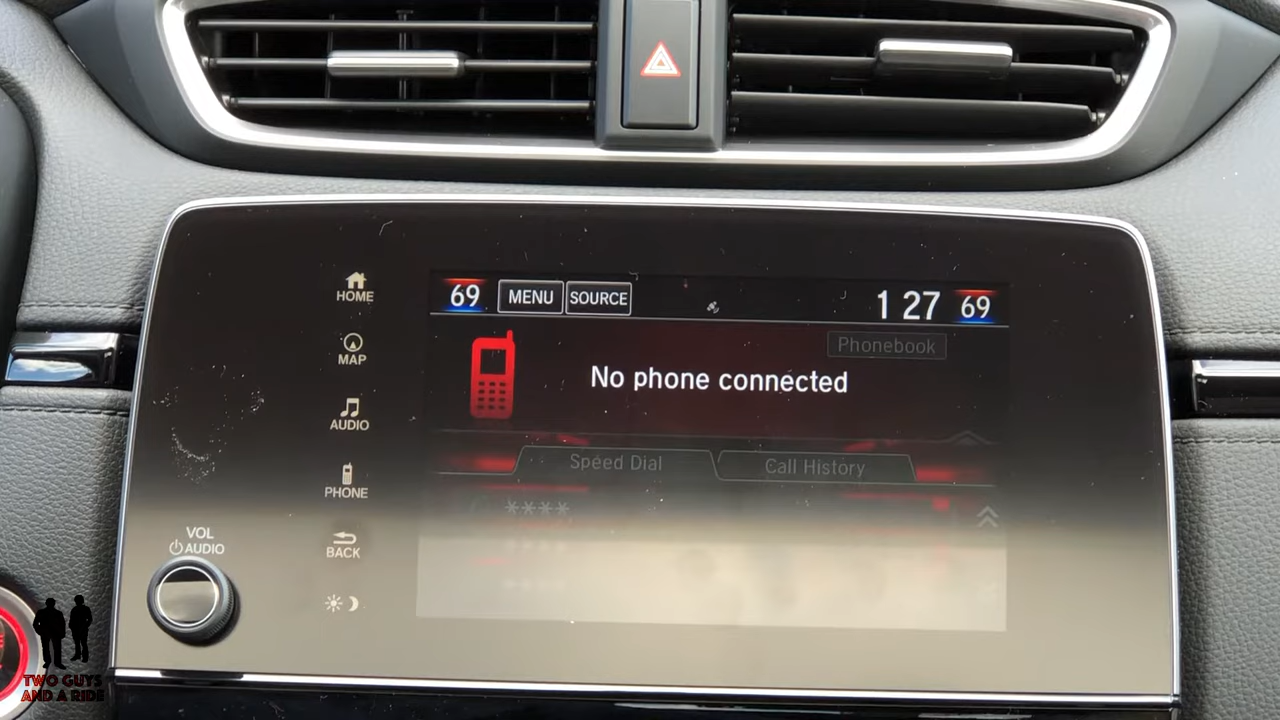 HOME
MAP
AUDIO
PHONE
BACK
VOL
AUDIO
69 MENU SOURCE 1 27 69
Phonebook
No phone connected
Speed Dial Call History
****
TWO GUYS
AND A RIDE